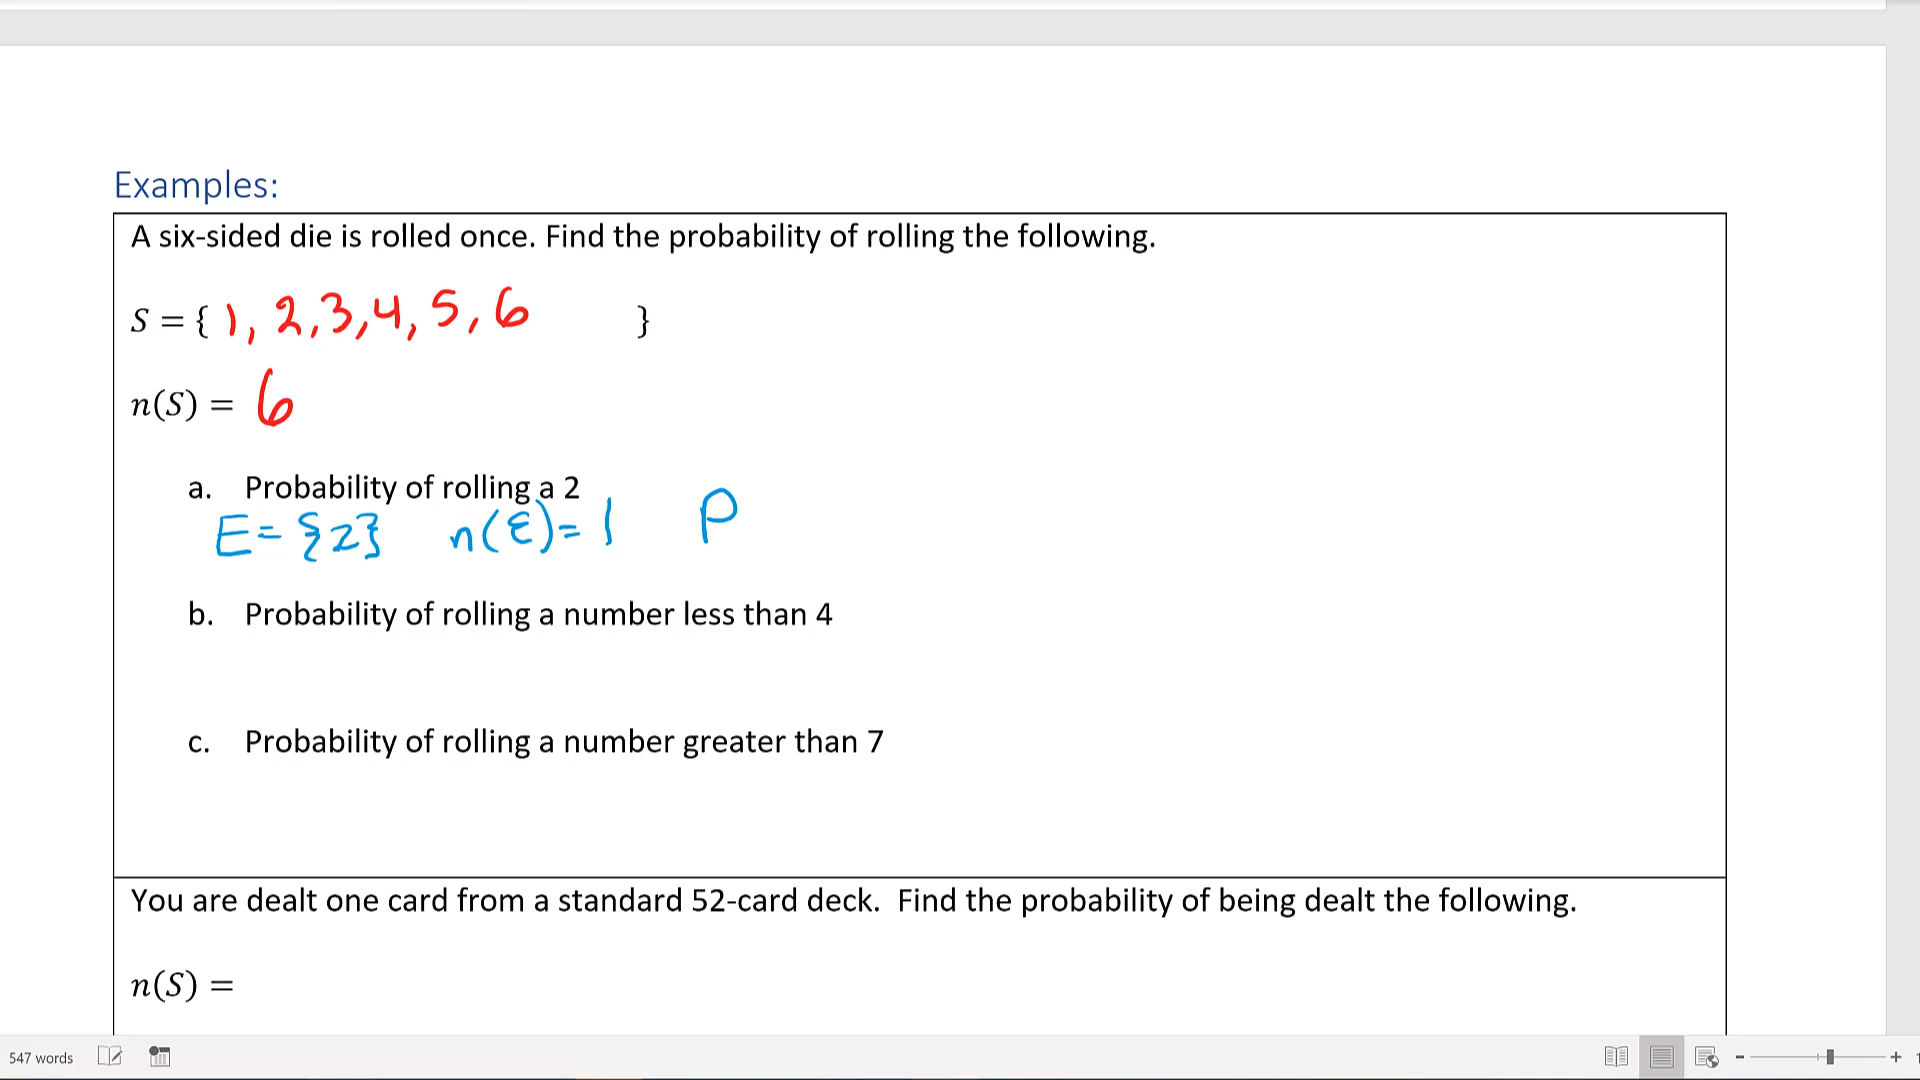 Examples:
A six-sided die is rolled once. Find the probability of rolling the following.
S = { 1, 2, 3, 4, 5, 6 }
n(S) = 6
a. Probability of rolling a 2
E = {2} n(E) = 1 P
b. Probability of rolling a number less than 4
c. Probability of rolling a number greater than 7
You are dealt one card from a standard 52-card deck. Find the probability of being dealt the following.
n(S) =
547 words